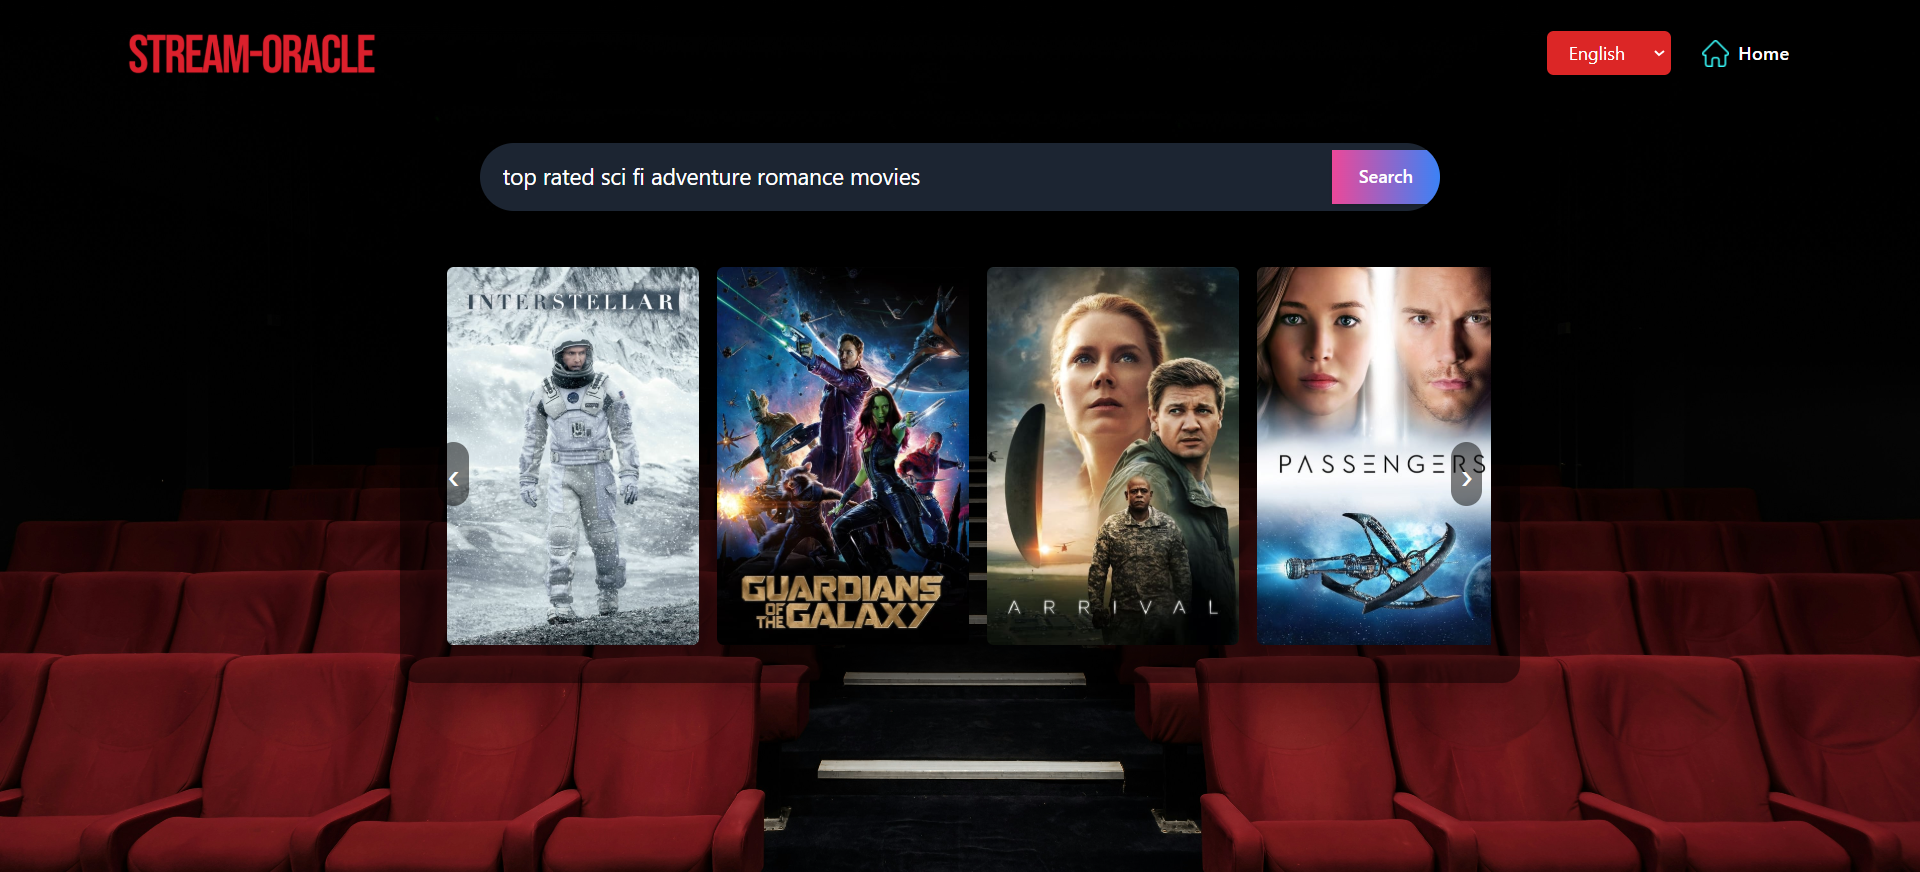 STREAM-ORACLE
English
Home
top rated sci fi adventure romance movies
Search
INTERSTELLAR
GUARDIANS
OF THE GALAXY
ARRIVAL
PASSENGERS